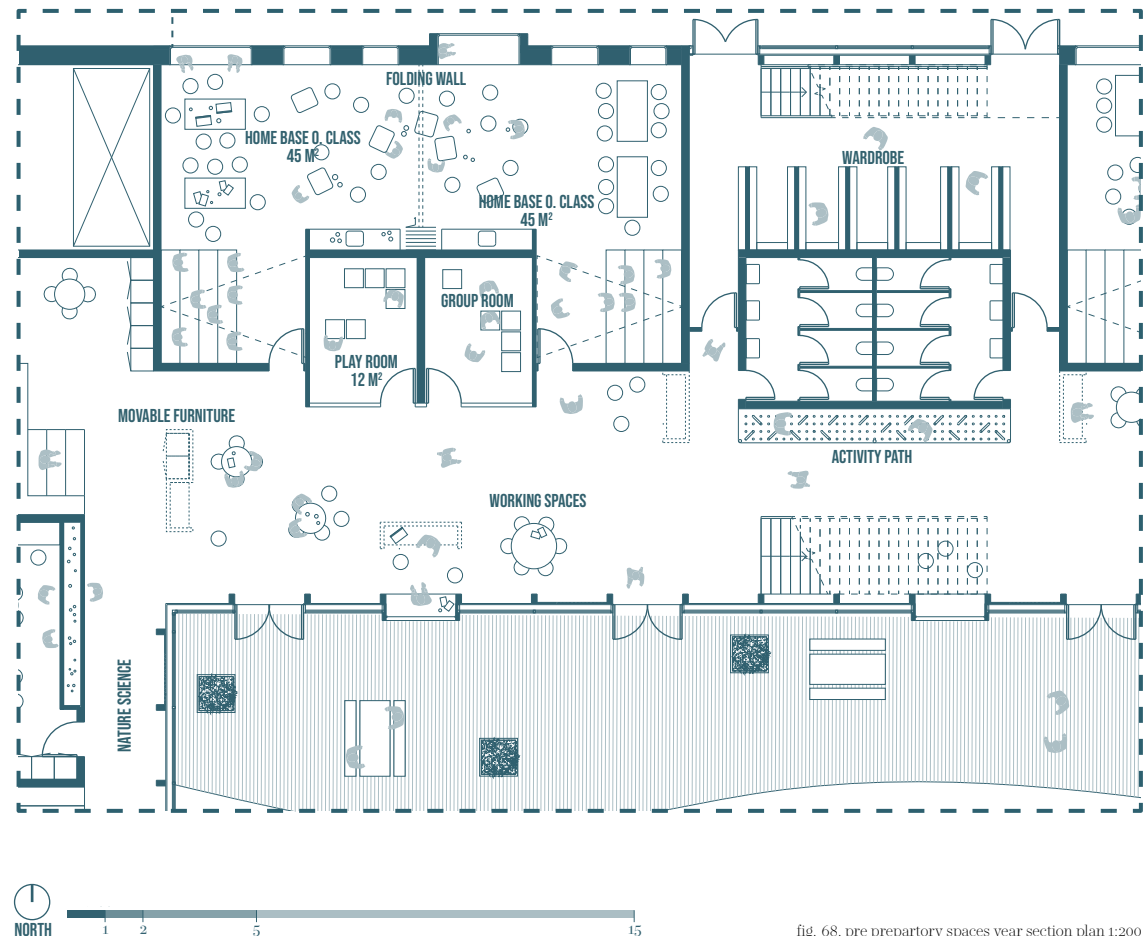 FOLDING WALL
HOME BASE 0. CLASS
45 M²
WARDROBE
HOME BASE 0. CLASS
45 M²
GROUP ROOM
PLAY ROOM
12 M²
MOVABLE FURNITURE
ACTIVITY PATH
WORKING SPACES
NATURE SCIENCE
NORTH
1 2 5 15
fig. 68, pre prepartory spaces year section plan 1:200